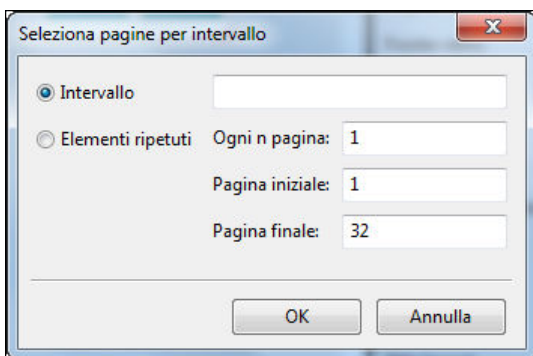 Seleziona pagine per intervallo
Intervallo
Elementi ripetuti Ogni n pagina: 1
Pagina iniziale: 1
Pagina finale: 32
OK Annulla